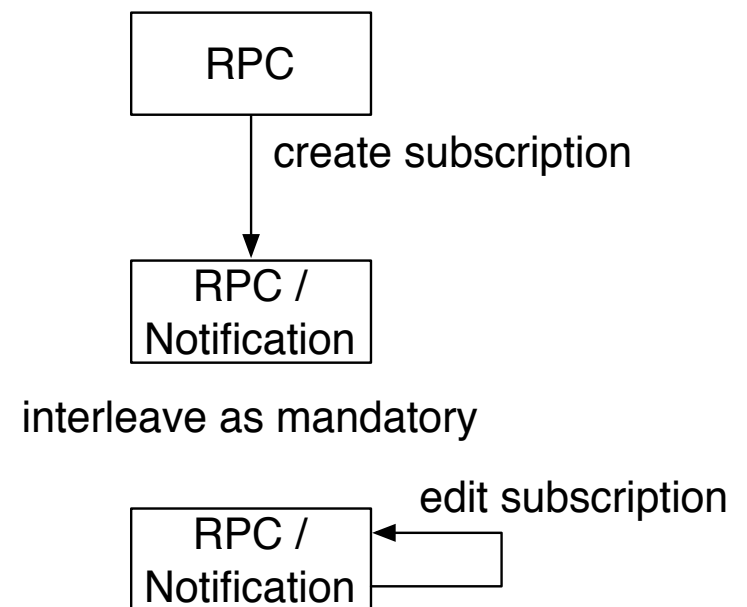 RPC
create subscription
RPC /
Notification
interleave as mandatory
edit subscription
RPC /
Notification